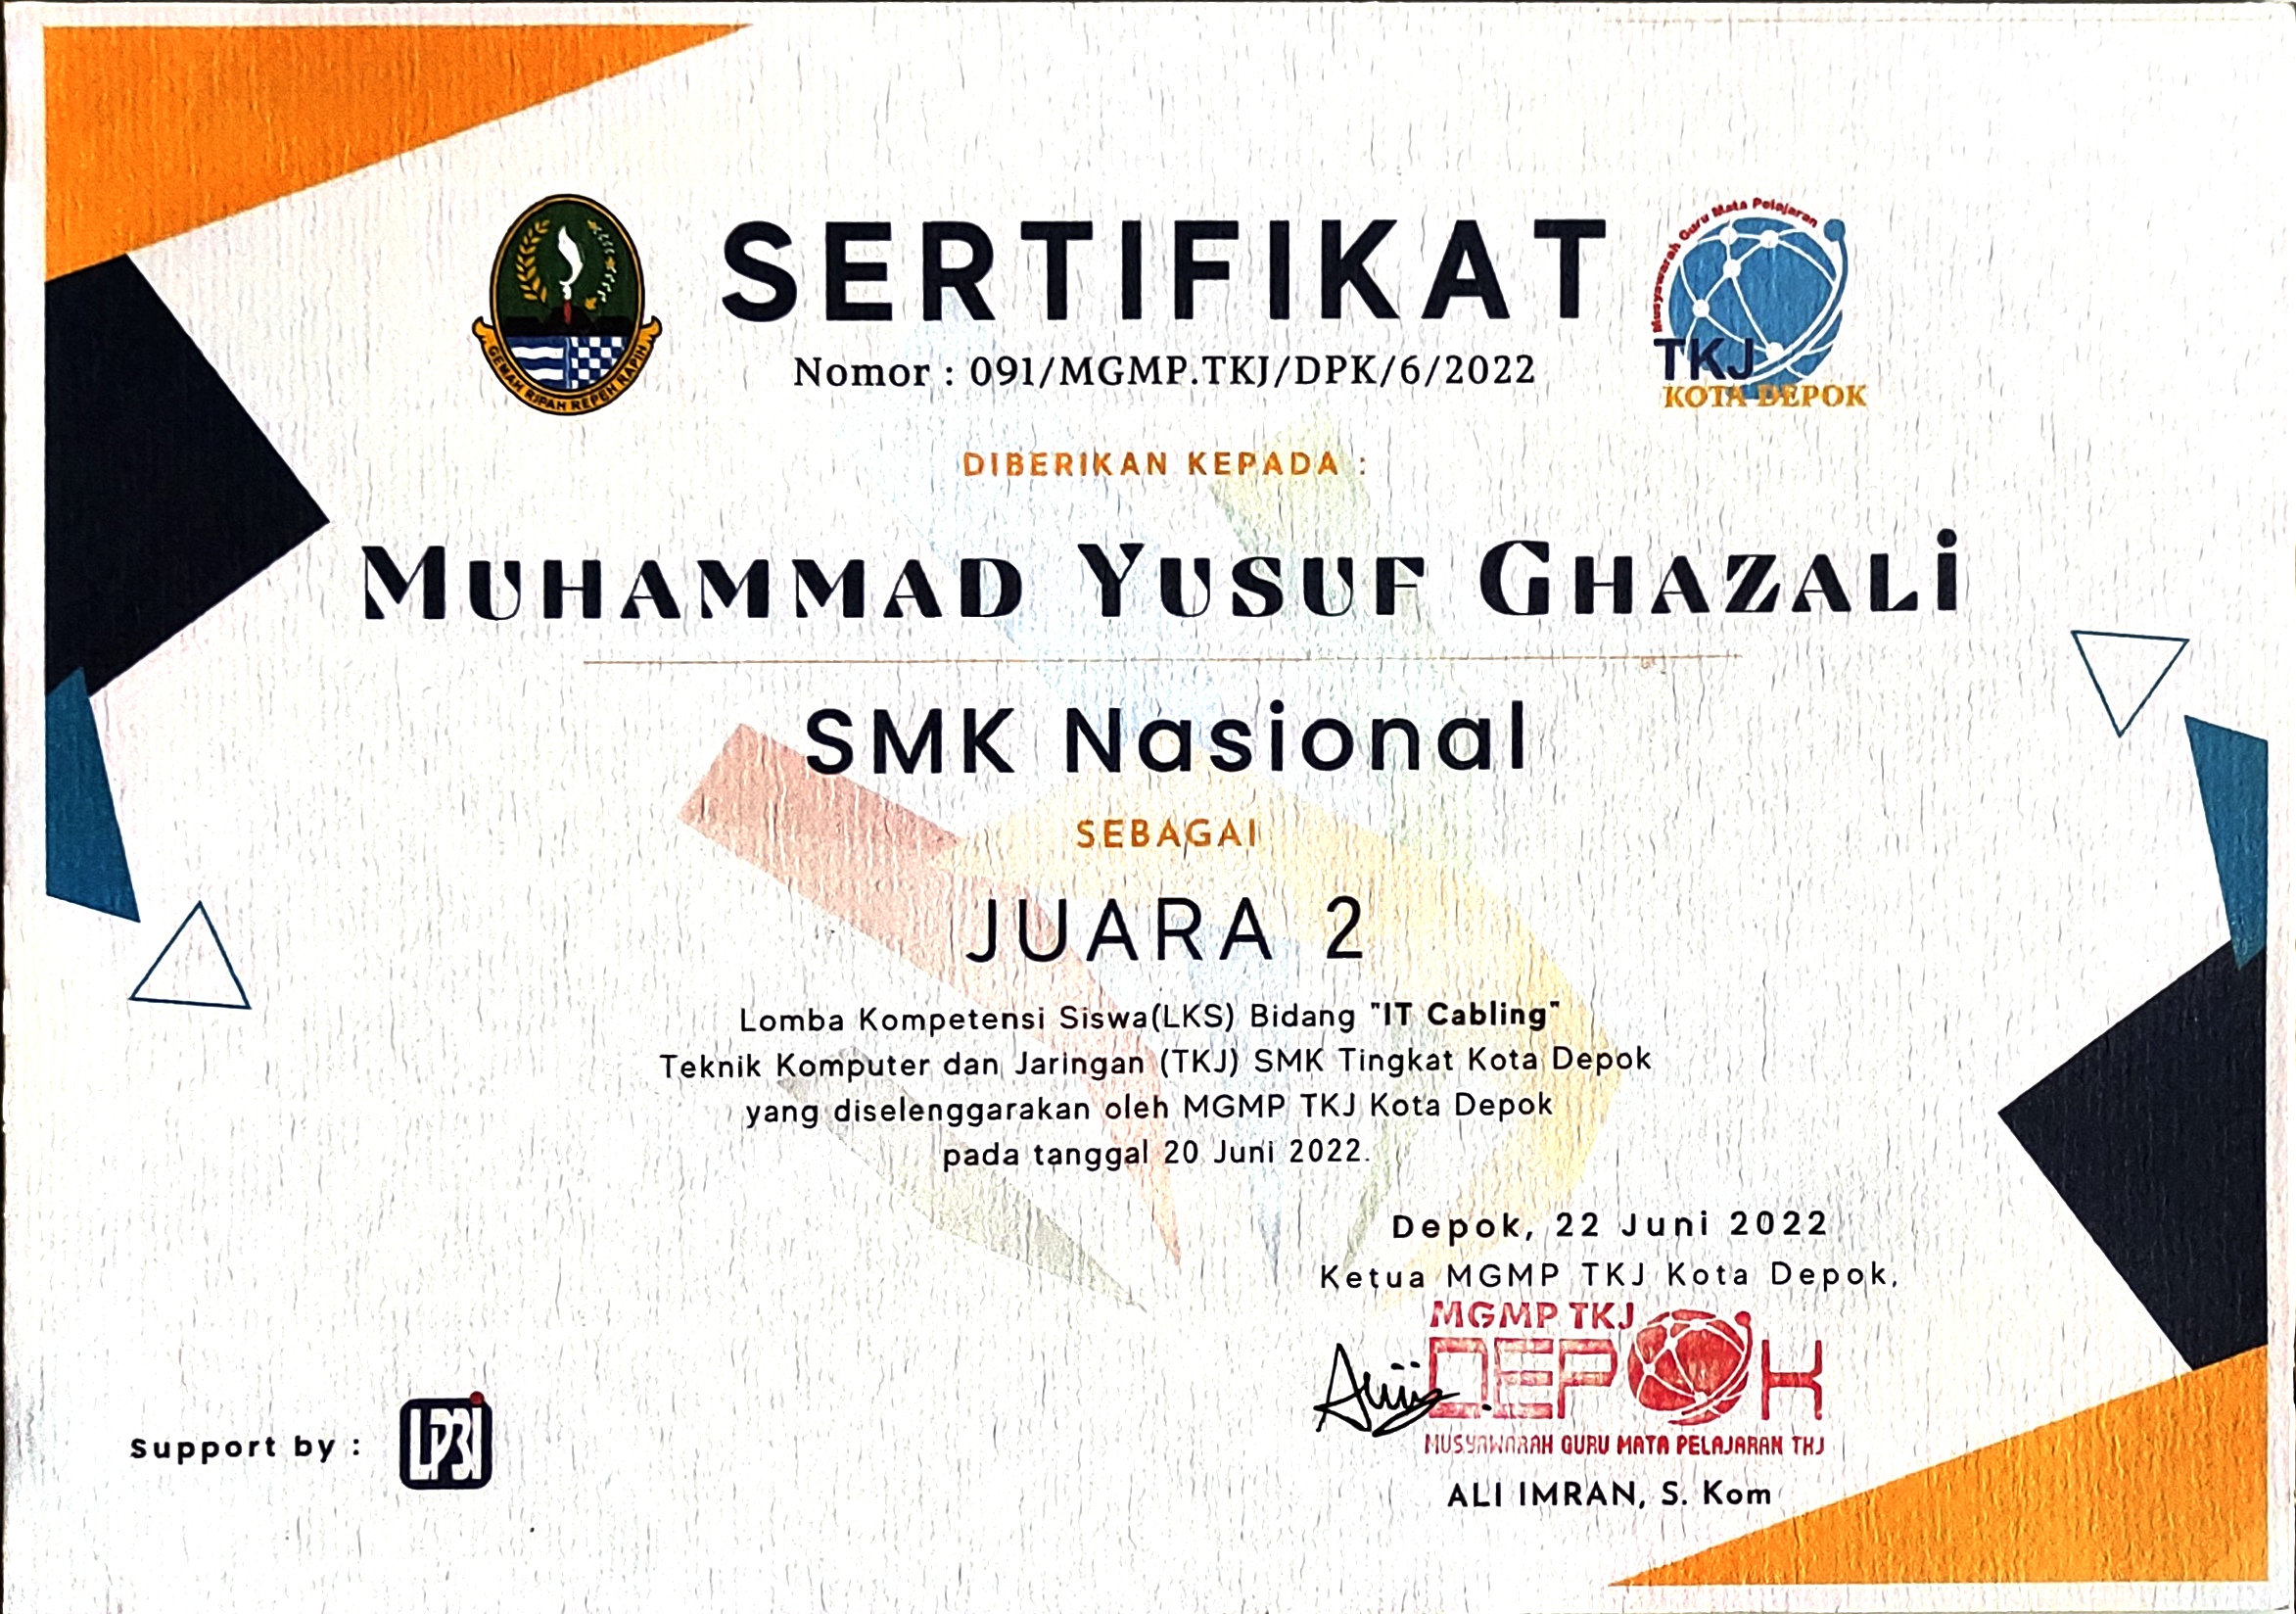 SERTIFIKAT
Nomor : 091/MGMP.TKJ/DPK/6/2022
GEMAH RIPAH REPEH RAPIH
Musyawarah Guru Mata Pelajaran
TKJ
KOTA DEPOK
DIBERIKAN KEPADA :
MUHAMMAD YUSUF GHAZALi
SMK Nasional
SEBAGAI
JUARA 2
Lomba Kompetensi Siswa(LKS) Bidang "IT Cabling"
Teknik Komputer dan Jaringan (TKJ) SMK Tingkat Kota Depok
yang diselenggarakan oleh MGMP TKJ Kota Depok
pada tanggal 20 Juni 2022.
Depok, 22 Juni 2022
Ketua MGMP TKJ Kota Depok,
MGMP TKJ
DEPOK
MUSYAWARAH GURU MATA PELAJARAN TKJ
ALI IMRAN, S. Kom
Support by :
LP3I